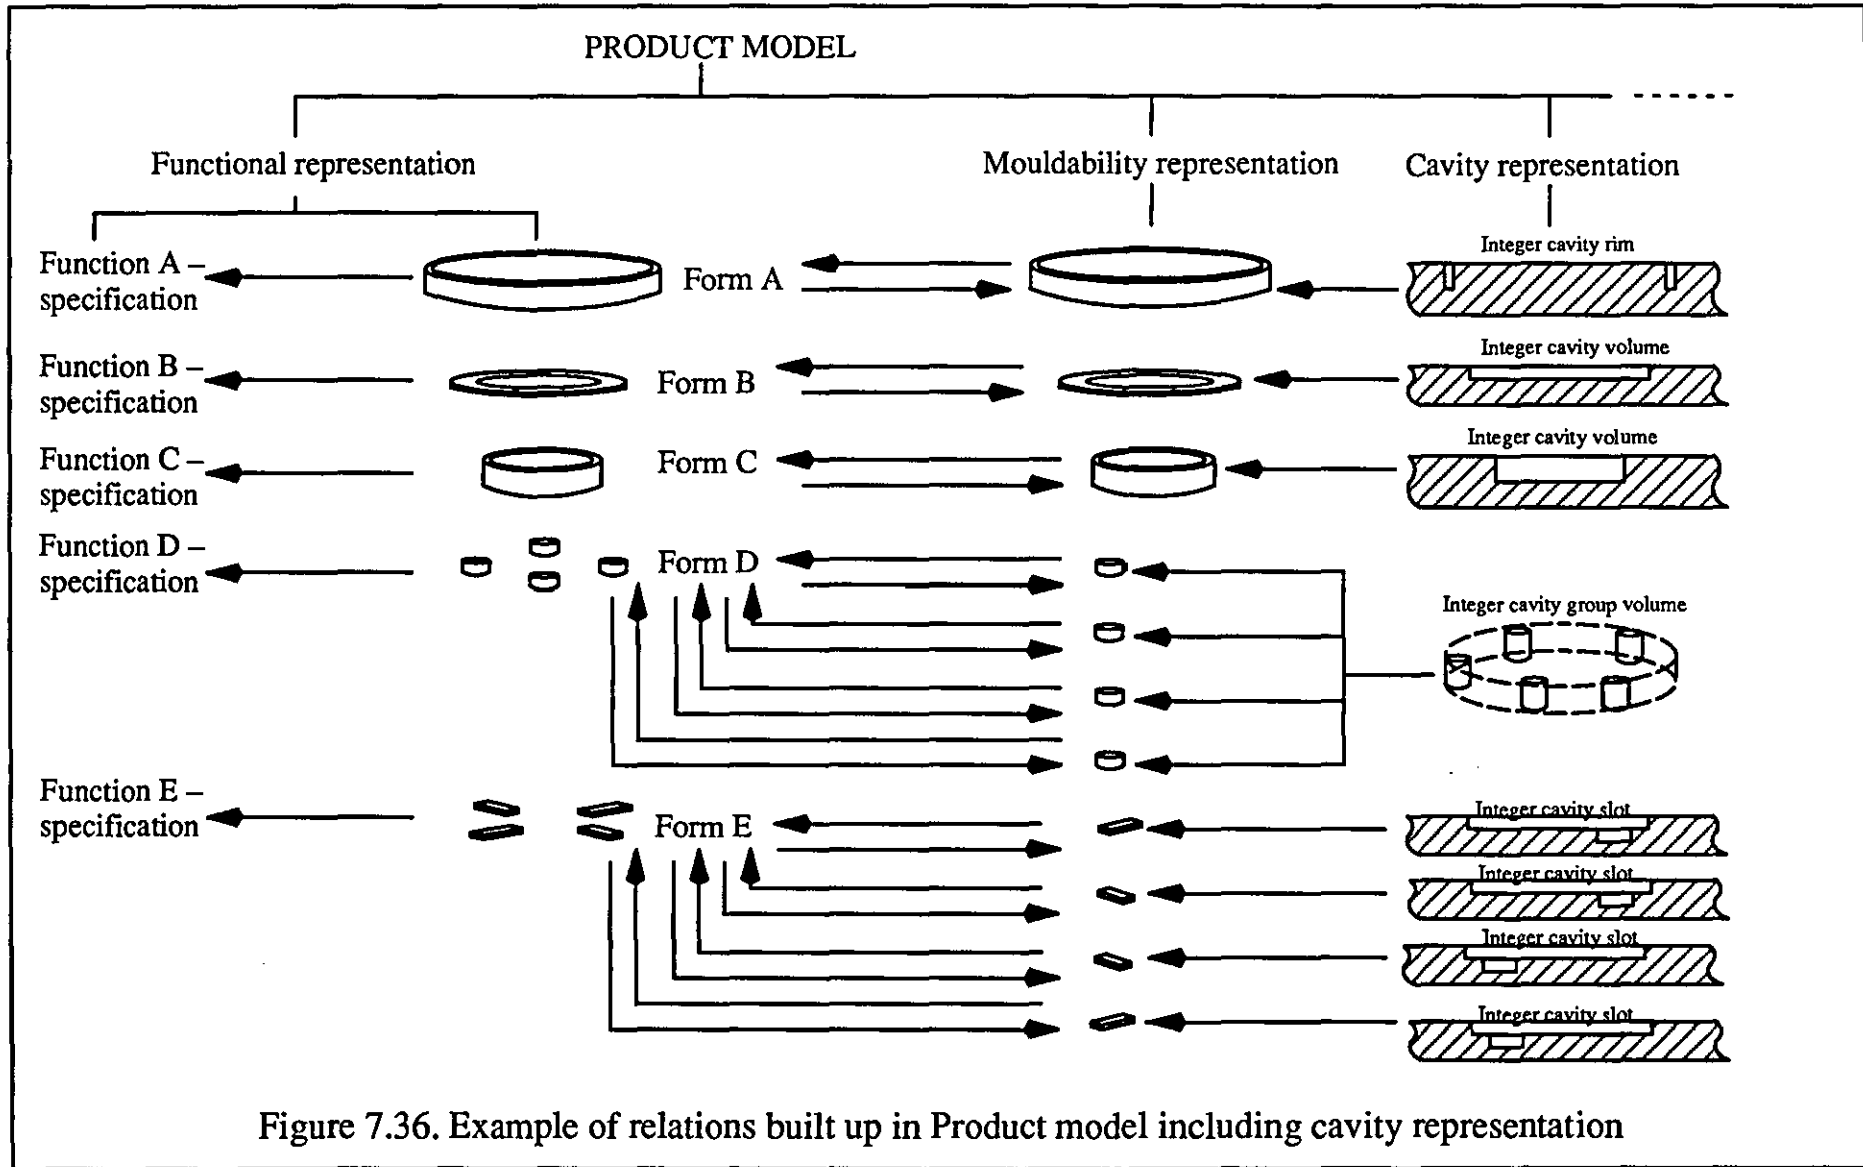 PRODUCT MODEL
Functional representation
Mouldability representation
Cavity representation
Function A –
specification
Form A
Integer cavity rim
Function B –
specification
Form B
Integer cavity volume
Function C –
specification
Form C
Integer cavity volume
Function D –
specification
Form D
Integer cavity group volume
Function E –
specification
Form E
Integer cavity slot
Integer cavity slot
Integer cavity slot
Integer cavity slot
Figure 7.36. Example of relations built up in Product model including cavity representation